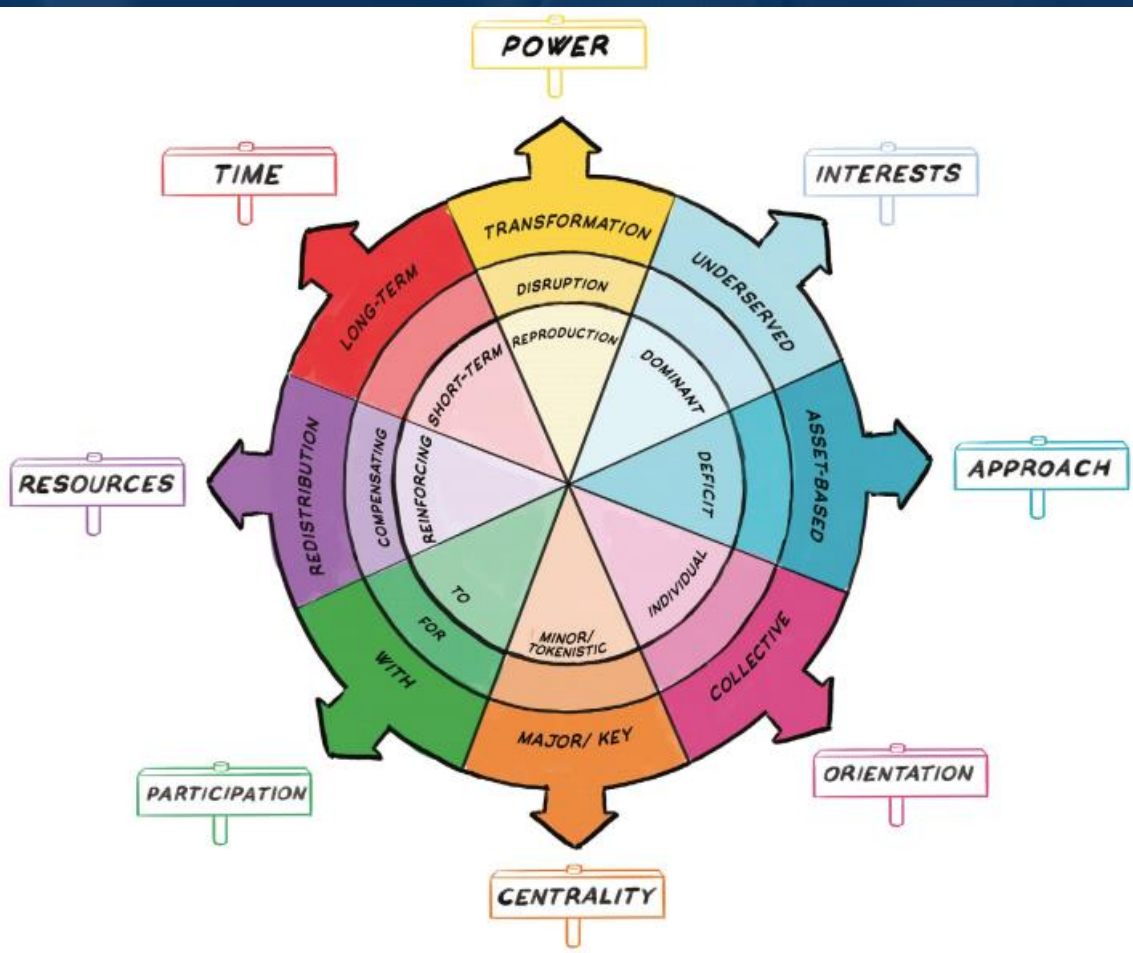 POWER
TIME
INTERESTS
TRANSFORMATION
DISRUPTION
REPRODUCTION
UNDERSERVED
DOMINANT
LONG-TERM
SHORT-TERM
RESOURCES
REDISTRIBUTION
COMPENSATING
REINFORCING
ASSET-BASED
DEFICIT
APPROACH
WITH
FOR
TO
MINOR/
TOKENISTIC
MAJOR/ KEY
INDIVIDUAL
COLLECTIVE
PARTICIPATION
ORIENTATION
CENTRALITY